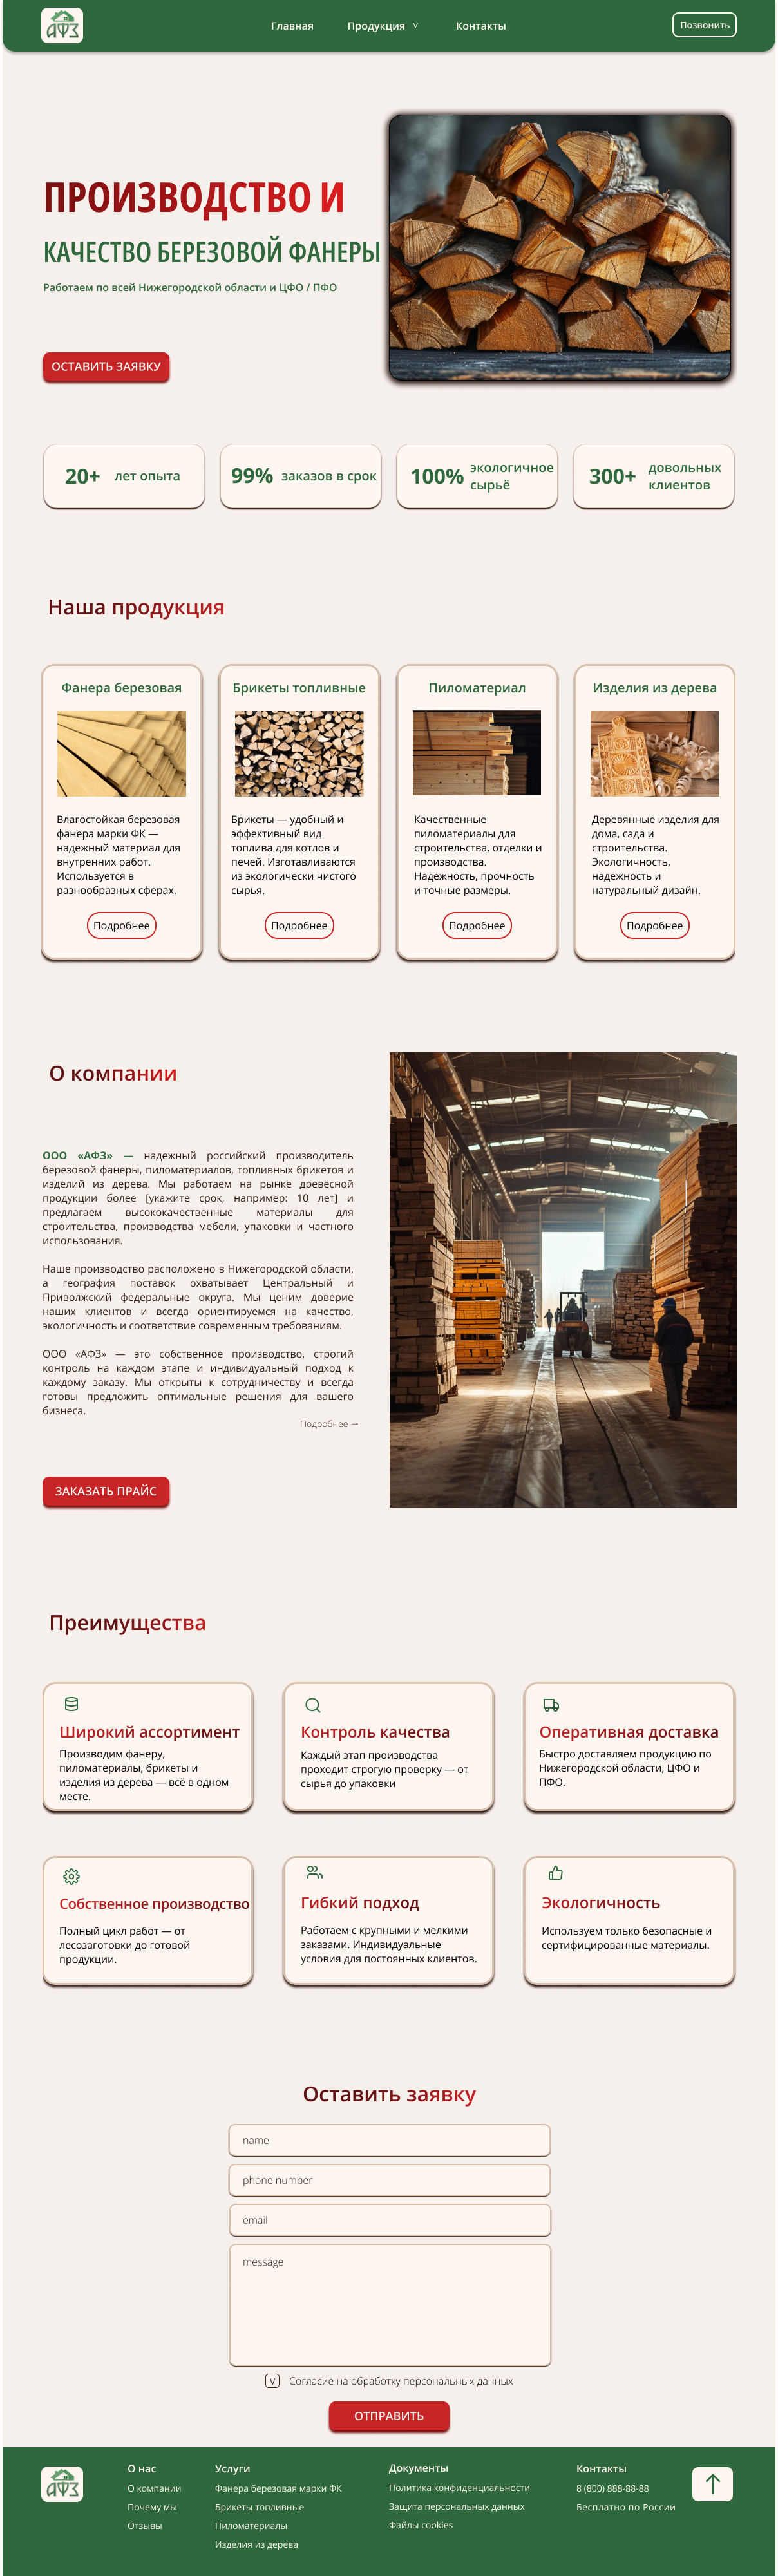 АФЗ
Главная
Продукция v
Контакты
Позвонить
ПРОИЗВОДСТВО И
КАЧЕСТВО БЕРЕЗОВОЙ ФАНЕРЫ
Работаем по всей Нижегородской области и ЦФО / ПФО
ОСТАВИТЬ ЗАЯВКУ
20+ лет опыта
99% заказов в срок
100% экологичное
сырьё
300+ довольных
клиентов
Наша продукция
Фанера березовая
Влагостойкая березовая
фанера марки ФК —
надежный материал для
внутренних работ.
Используется в
разнообразных сферах.
Подробнее
Брикеты топливные
Брикеты — удобный и
эффективный вид
топлива для котлов и
печей. Изготавливаются
из экологически чистого
сырья.
Подробнее
Пиломатериал
Качественные
пиломатериалы для
строительства, отделки и
производства.
Надежность, прочность
и точные размеры.
Подробнее
Изделия из дерева
Деревянные изделия для
дома, сада и
строительства.
Экологичность,
надежность и
натуральный дизайн.
Подробнее
О компании
ООО «АФЗ» — надежный российский производитель
березовой фанеры, пиломатериалов, топливных брикетов и
изделий из дерева. Мы работаем на рынке древесной
продукции более [укажите срок, например: 10 лет] и
предлагаем высококачественные материалы для
строительства, производства мебели, упаковки и частного
использования.
Наше производство расположено в Нижегородской области,
а география поставок охватывает Центральный и
Приволжский федеральные округа. Мы ценим доверие
наших клиентов и всегда ориентируемся на качество,
экологичность и соответствие современным требованиям.
ООО «АФЗ» — это собственное производство, строгий
контроль на каждом этапе и индивидуальный подход к
каждому заказу. Мы открыты к сотрудничеству и всегда
готовы предложить оптимальные решения для вашего
бизнеса.
Подробнее →
ЗАКАЗАТЬ ПРАЙС
Преимущества
Широкий ассортимент
Производим фанеру,
пиломатериалы, брикеты и
изделия из дерева — всё в одном
месте.
Контроль качества
Каждый этап производства
проходит строгую проверку — от
сырья до упаковки
Оперативная доставка
Быстро доставляем продукцию по
Нижегородской области, ЦФО и
ПФО.
Собственное производство
Полный цикл работ — от
лесозаготовки до готовой
продукции.
Гибкий подход
Работаем с крупными и мелкими
заказами. Индивидуальные
условия для постоянных клиентов.
Экологичность
Используем только безопасные и
сертифицированные материалы.
Оставить заявку
name
phone number
email
message
V Согласие на обработку персональных данных
ОТПРАВИТЬ
АФЗ
О нас
О компании
Почему мы
Отзывы
Услуги
Фанера березовая марки ФК
Брикеты топливные
Пиломатериалы
Изделия из дерева
Документы
Политика конфиденциальности
Защита персональных данных
Файлы cookies
Контакты
8 (800) 888-88-88
Бесплатно по России